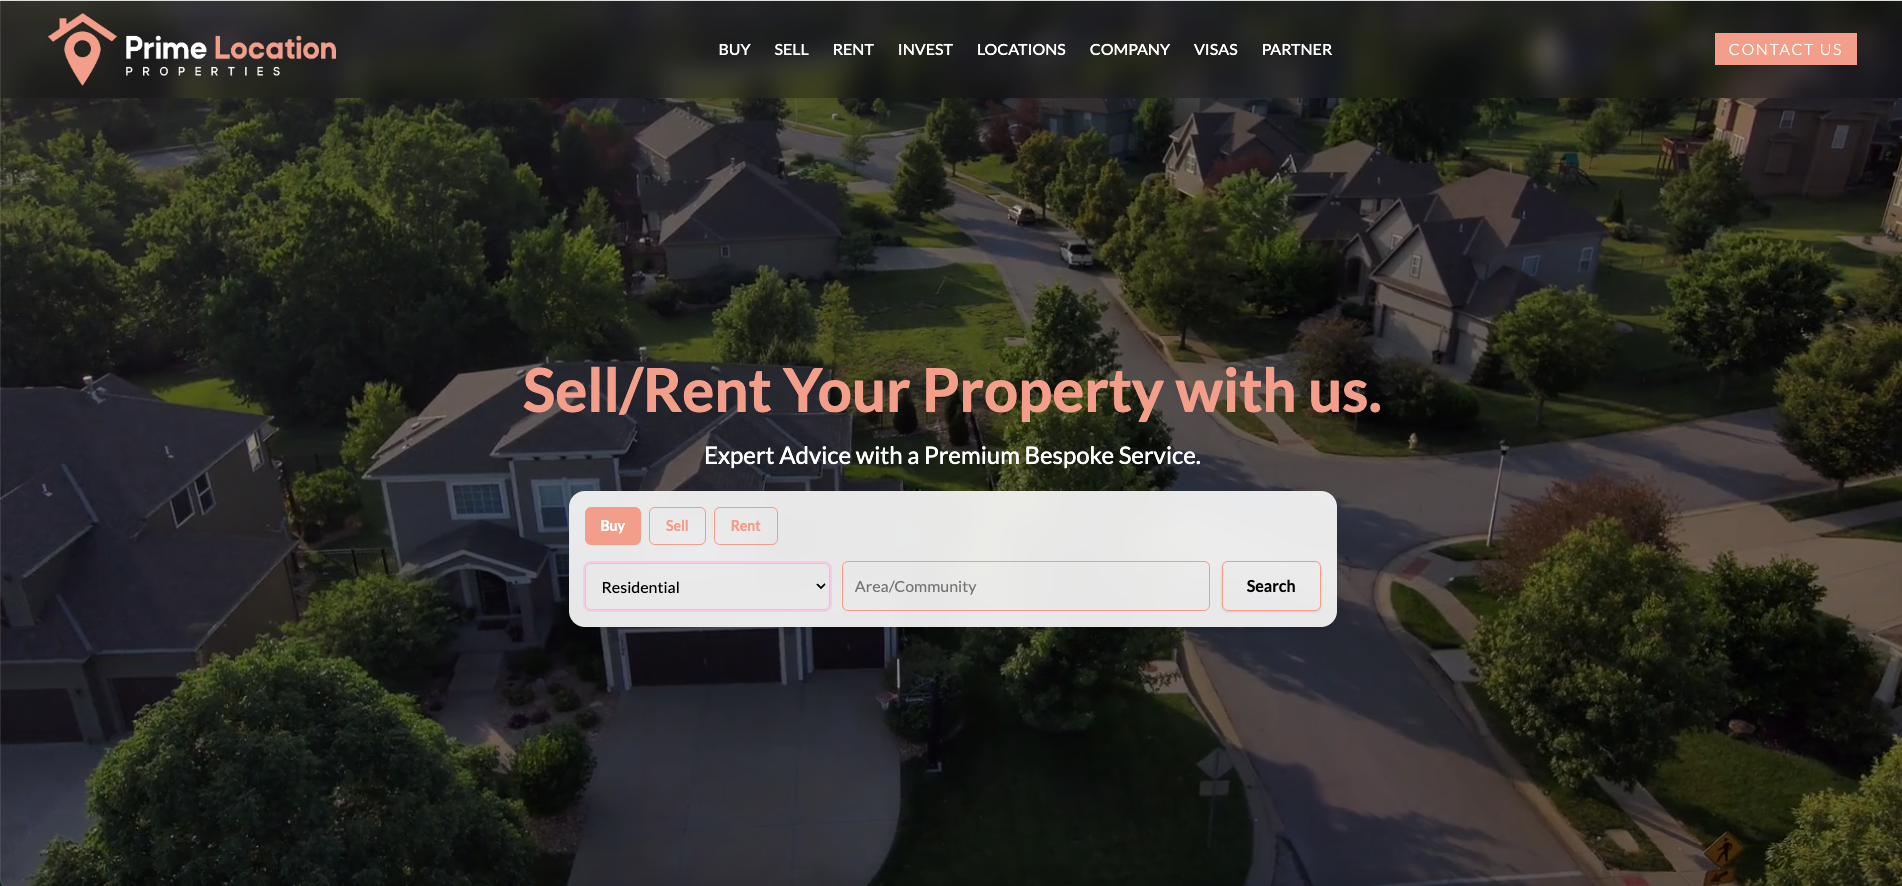 Prime Location
PROPERTIES
BUY SELL RENT INVEST LOCATIONS COMPANY VISAS PARTNER
CONTACT US
Sell/Rent Your Property with us.
Expert Advice with a Premium Bespoke Service.
Buy Sell Rent
Residential Area/Community Search